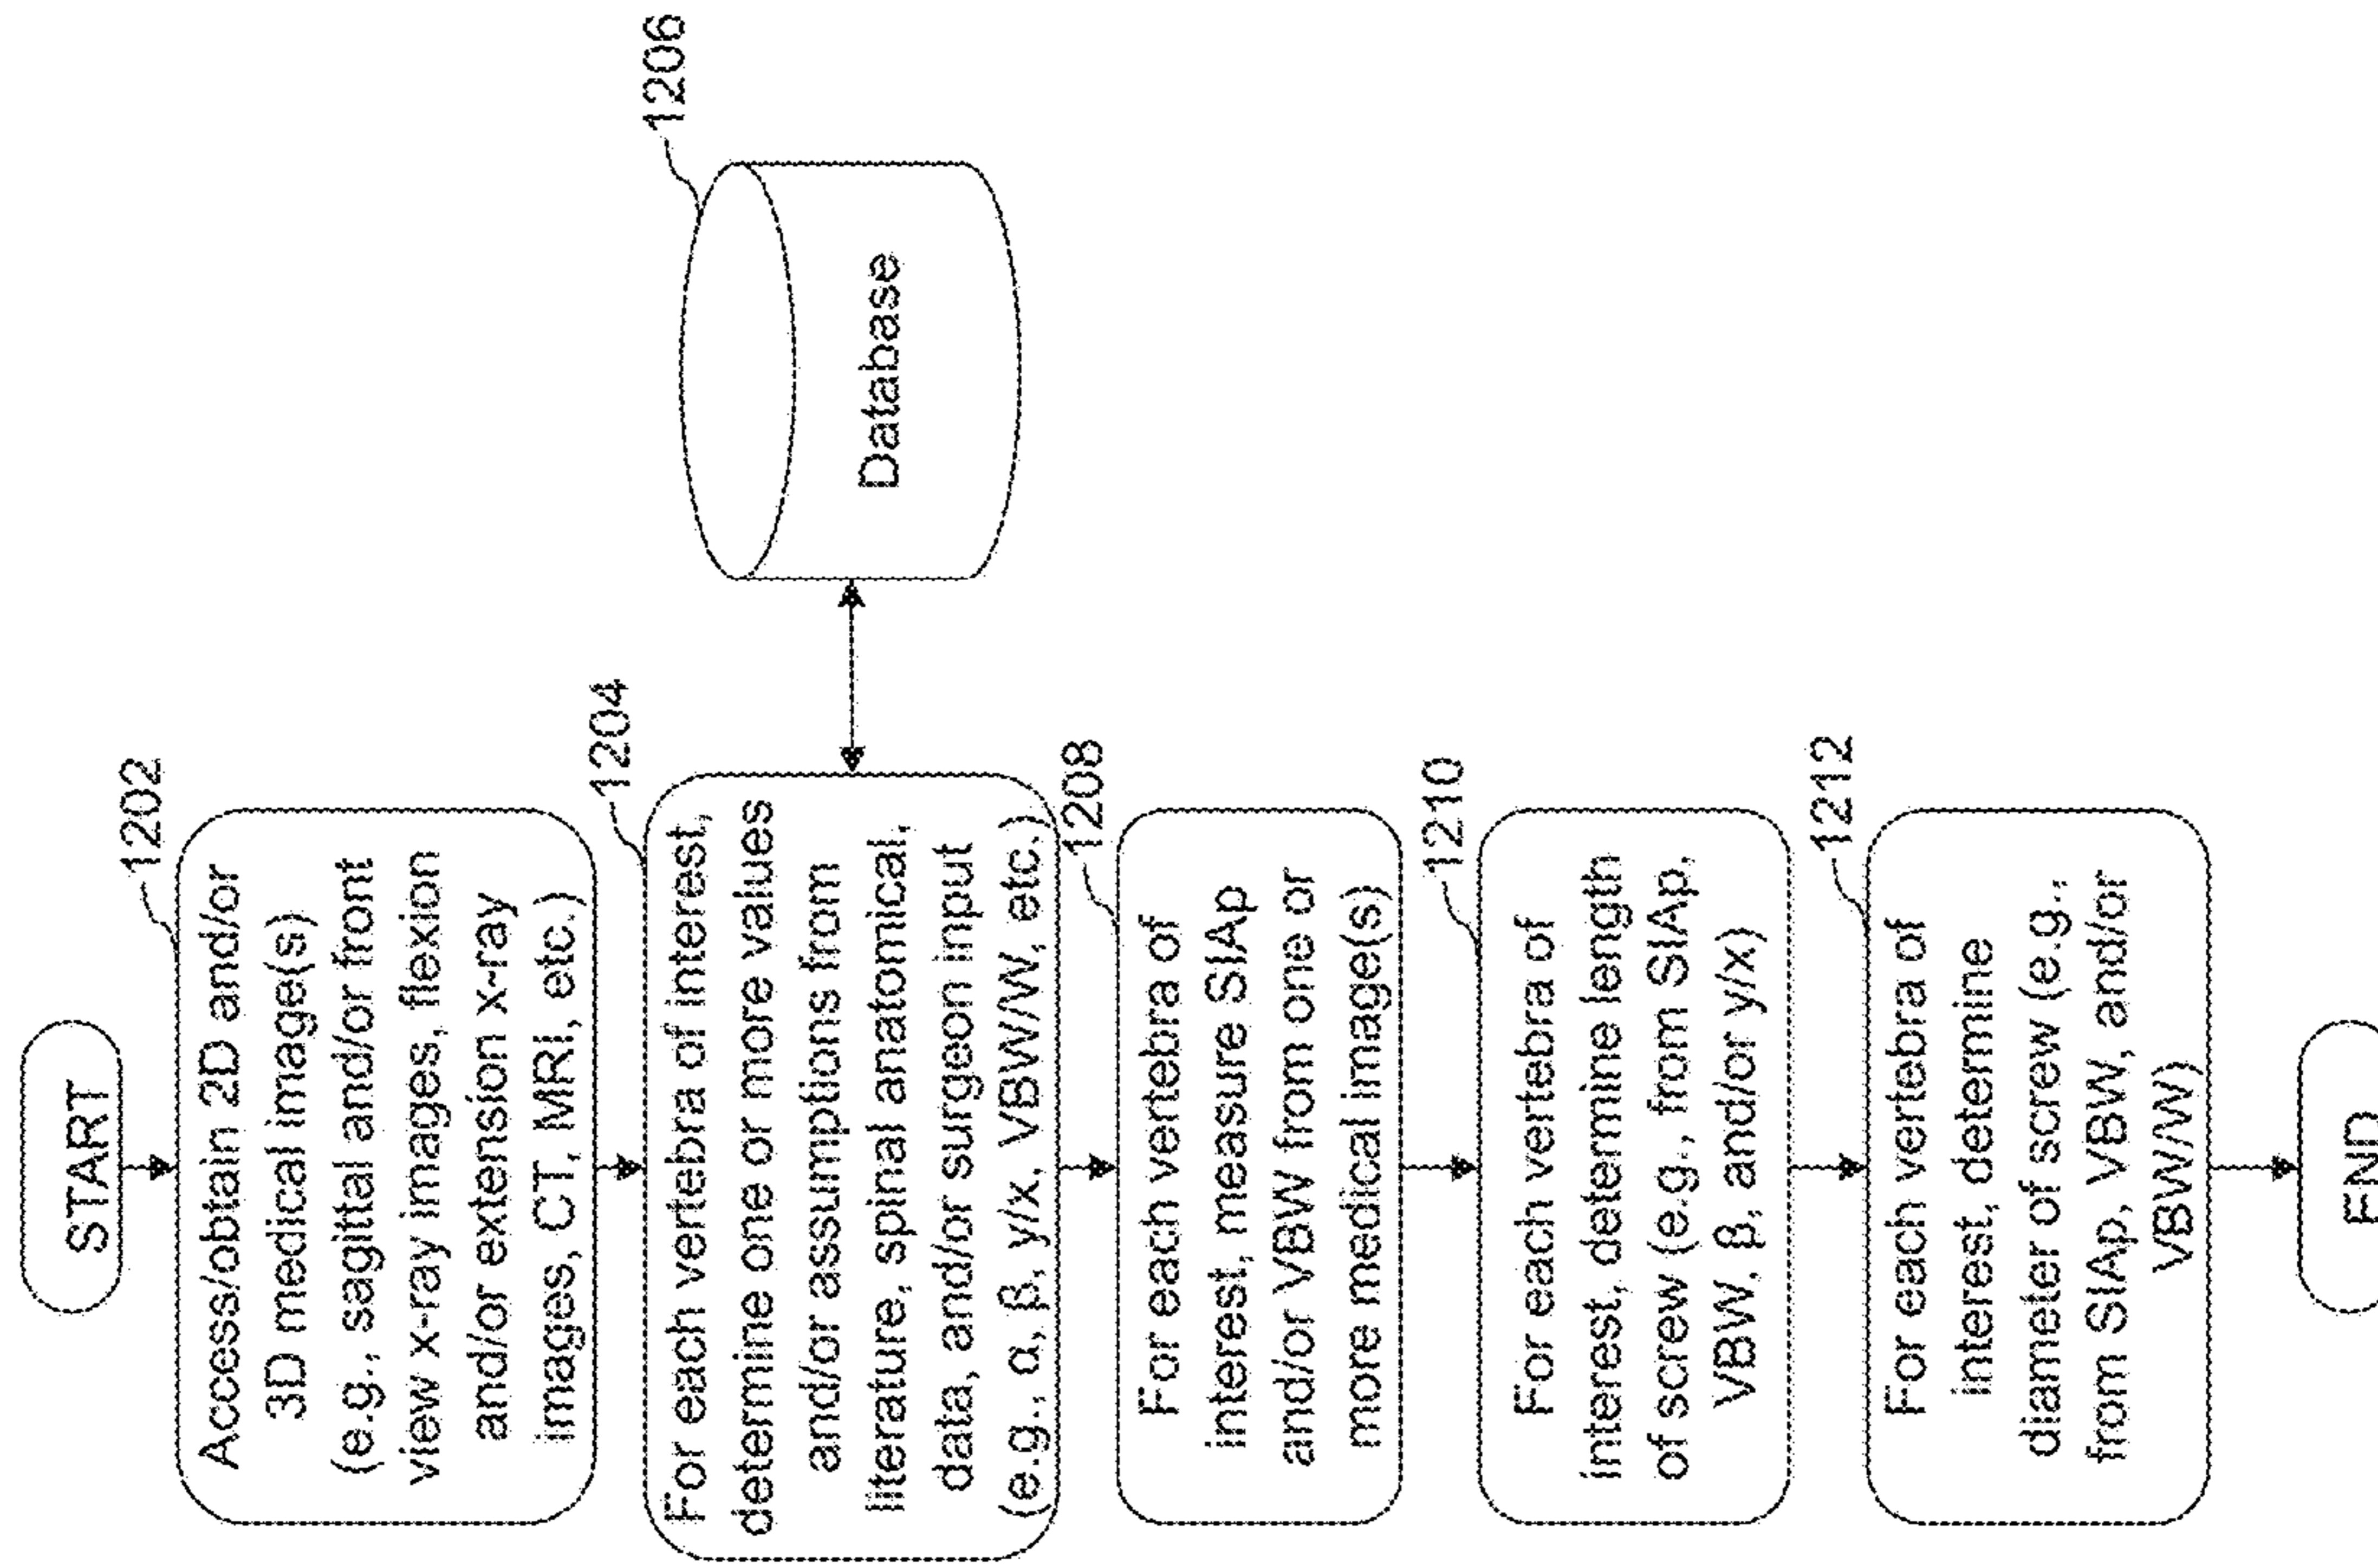 START
1202
Access/obtain 2D and/or
3D medical image(s)
(e.g., sagittal and/or front
view x-ray images, flexion
and/or extension x-ray
images, CT, MRI, etc.)
1204
For each vertebra of interest,
determine one or more values
and/or assumptions from
literature, spinal anatomical,
data, and/or surgeon input
(e.g., α, β, y/x, VBW/W, etc.)
1206
Database
1208
For each vertebra of
interest, measure SIAp
and/or VBW from one or
more medical image(s)
1210
For each vertebra of
interest, determine length
of screw (e.g., from SIAp,
VBW, β, and/or y/x)
1212
For each vertebra of
interest, determine
diameter of screw (e.g.,
from SIAp, VBW, and/or
VBW/W)
END